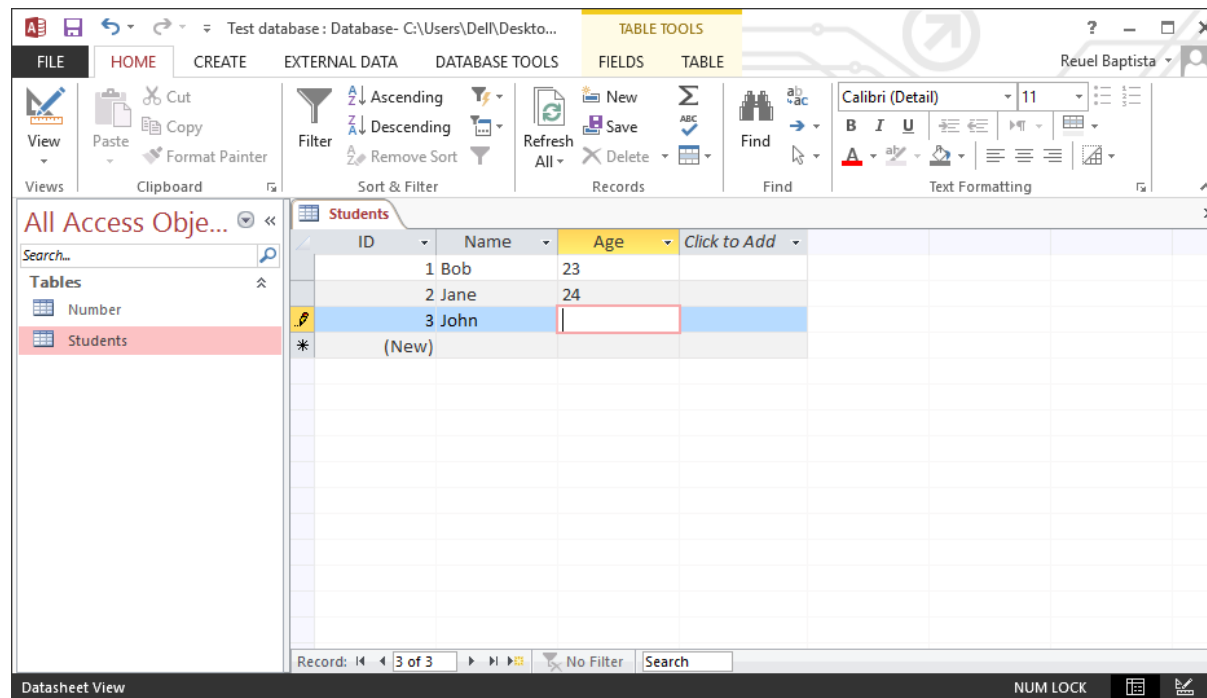 Test database : Database- C:\Users\Dell\Deskto... TABLE TOOLS ?
FILE HOME CREATE EXTERNAL DATA DATABASE TOOLS FIELDS TABLE Reuel Baptista
View
Views
Paste
Cut
Copy
Format Painter
Clipboard
Filter
Ascending
Descending
Remove Sort
Sort & Filter
Refresh
All
New
Save
Delete
Records
Find
Find
Calibri (Detail) 11
B I U
A
Text Formatting
All Access Obje... «
Search...
Tables
Number
Students
Students
ID Name Age Click to Add
1 Bob 23
2 Jane 24
3 John
(New)
Record: 3 of 3 No Filter Search
Datasheet View NUM LOCK